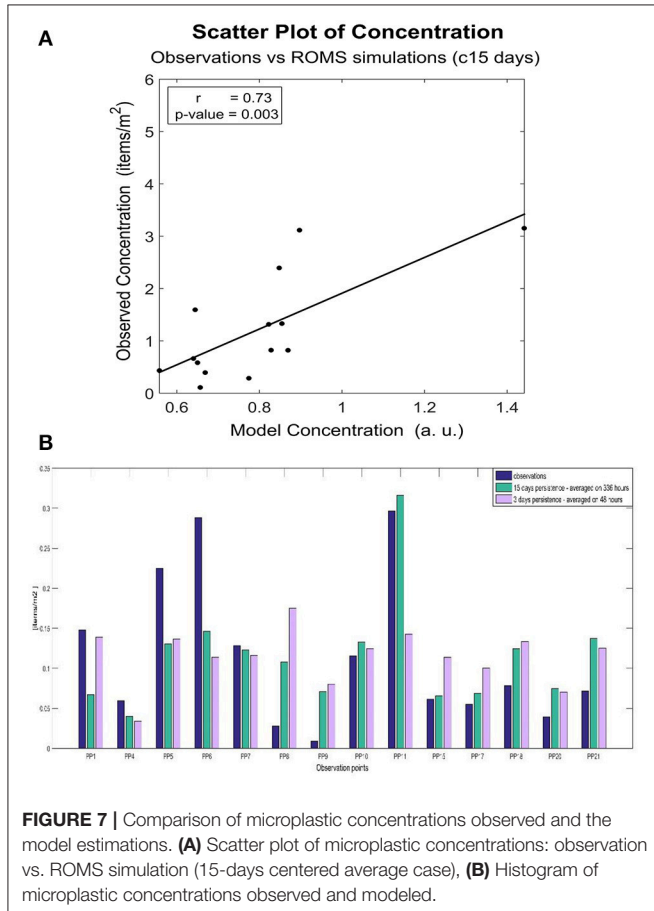 A
Scatter Plot of Concentration
Observations vs ROMS simulations (c15 days)
r = 0.73
p-value = 0.003
Observed Concentration (items/m²)
6
5
4
3
2
1
0
0.6 0.8 1 1.2 1.4
Model Concentration (a. u.)
B
observations
15 days persistence - averaged on 336 hours
2 days persistence - averaged on 48 hours
0.35
0.3
0.25
0.2
0.15
0.1
0.05
0
PP1 PP4 PP5 PP6 PP7 PP8 PP9 PP10 PP11 PP15 PP17 PP18 PP20 PP21
Observation points
FIGURE 7 | Comparison of microplastic concentrations observed and the
model estimations. (A) Scatter plot of microplastic concentrations: observation
vs. ROMS simulation (15-days centered average case), (B) Histogram of
microplastic concentrations observed and modeled.